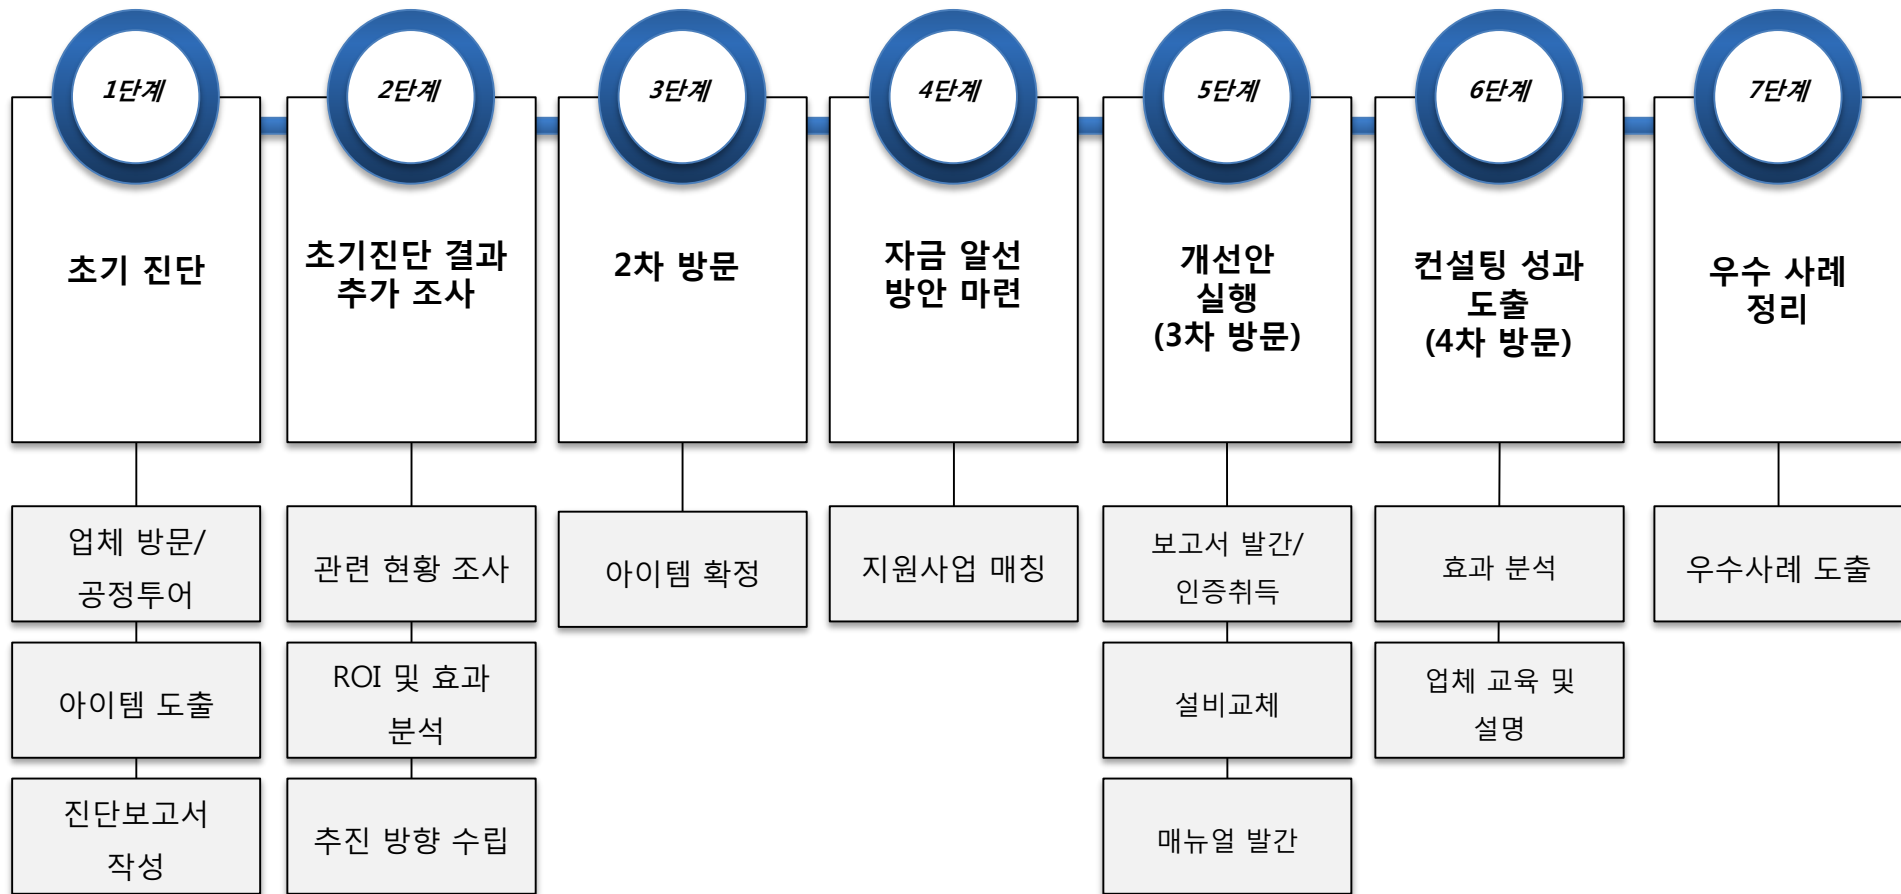 1단계
2단계
3단계
4단계
5단계
6단계
7단계
초기 진단
초기진단 결과
추가 조사
2차 방문
자금 알선
방안 마련
개선안
실행
(3차 방문)
컨설팅 성과
도출
(4차 방문)
우수 사례
정리
업체 방문/
공정투어
관련 현황 조사
아이템 확정
지원사업 매칭
보고서 발간/
인증취득
효과 분석
우수사례 도출
아이템 도출
ROI 및 효과
분석
설비교체
업체 교육 및
설명
진단보고서
작성
추진 방향 수립
매뉴얼 발간